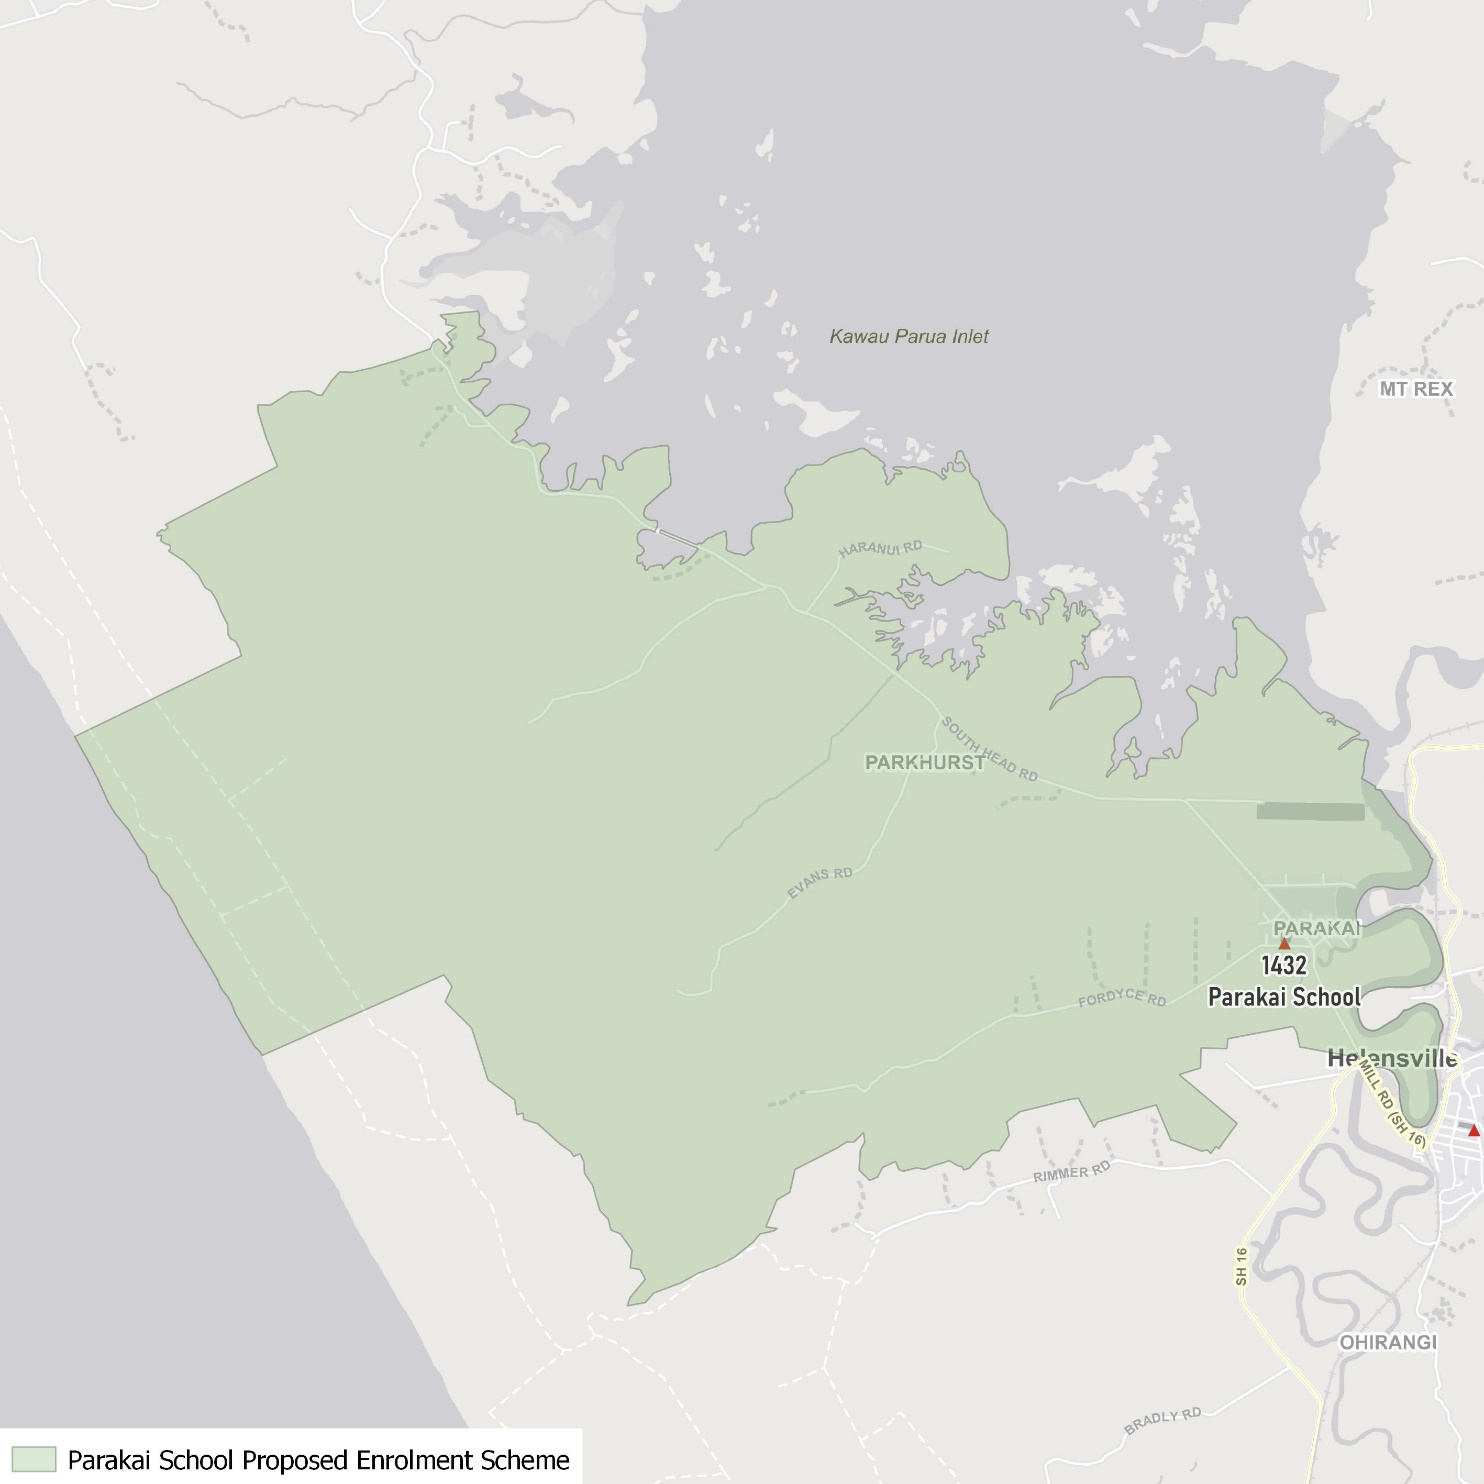 Kawau Parua Inlet
MT REX
HARANUI RD
SOUTH HEAD RD
PARKHURST
EVANS RD
PARAKAI
1432
Parakai School
FORDYCE RD
Helensville
MILL RD (SH 16)
RIMMER RD
SH 16
OHIRANGI
BRADLY RD
Parakai School Proposed Enrolment Scheme